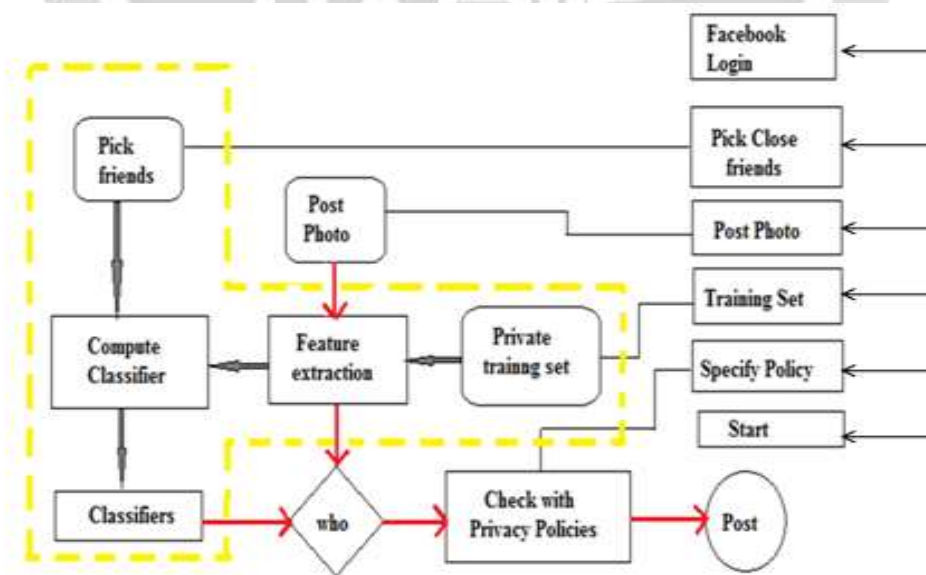 Facebook
Login
Pick
friends
Pick Close
friends
Post
Photo
Post Photo
Training Set
Compute
Classifier
Feature
extraction
Private
trainng set
Specify Policy
Start
Classifiers
who
Check with
Privacy Policies
Post